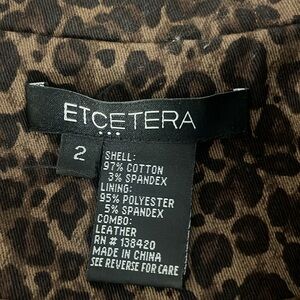 ETCETERA
2
SHELL:
97% COTTON
3% SPANDEX
LINING:
95% POLYESTER
5% SPANDEX
COMBO:
LEATHER
RN # 138420
MADE IN CHINA
SEE REVERSE FOR CARE